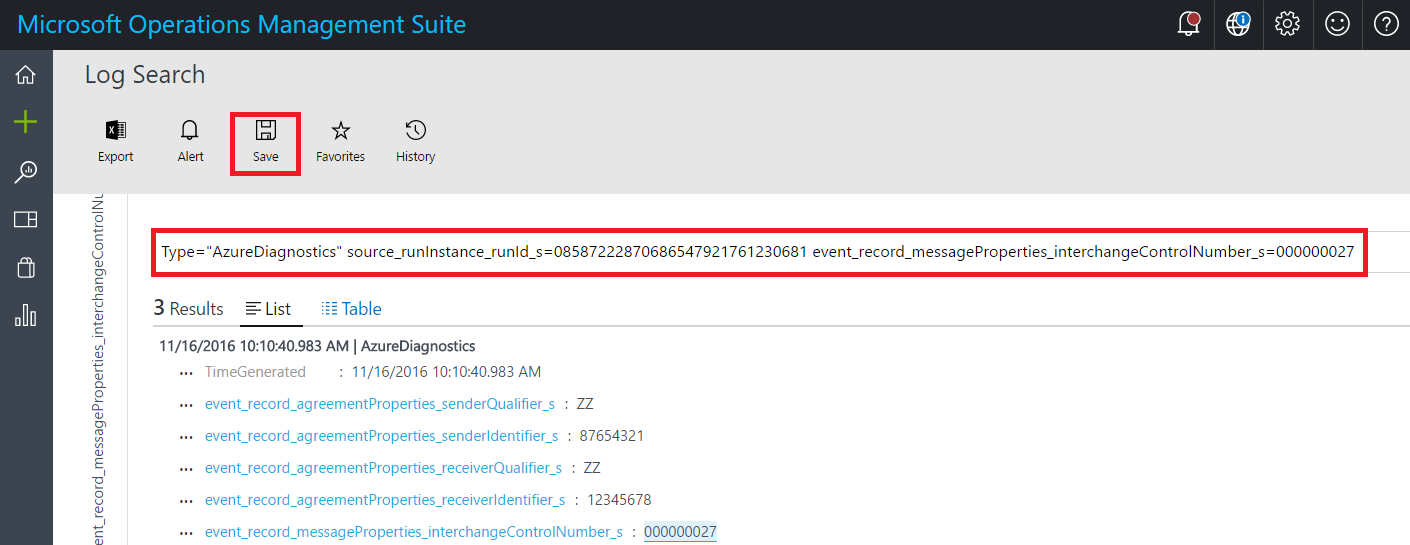 Microsoft Operations Management Suite
Log Search
Export
Alert
Save
Favorites
History
ent_record_messageProperties_interchangeControlNu
Type="AzureDiagnostics" source_runInstance_runId_s=08587222870686547921761230681 event_record_messageProperties_interchangeControlNumber_s=000000027
3 Results
List
Table
11/16/2016 10:10:40.983 AM | AzureDiagnostics
... TimeGenerated : 11/16/2016 10:10:40.983 AM
... event_record_agreementProperties_senderQualifier_s : ZZ
... event_record_agreementProperties_senderIdentifier_s : 87654321
... event_record_agreementProperties_receiverQualifier_s : ZZ
... event_record_agreementProperties_receiverIdentifier_s : 12345678
... event_record_messageProperties_interchangeControlNumber_s : 000000027